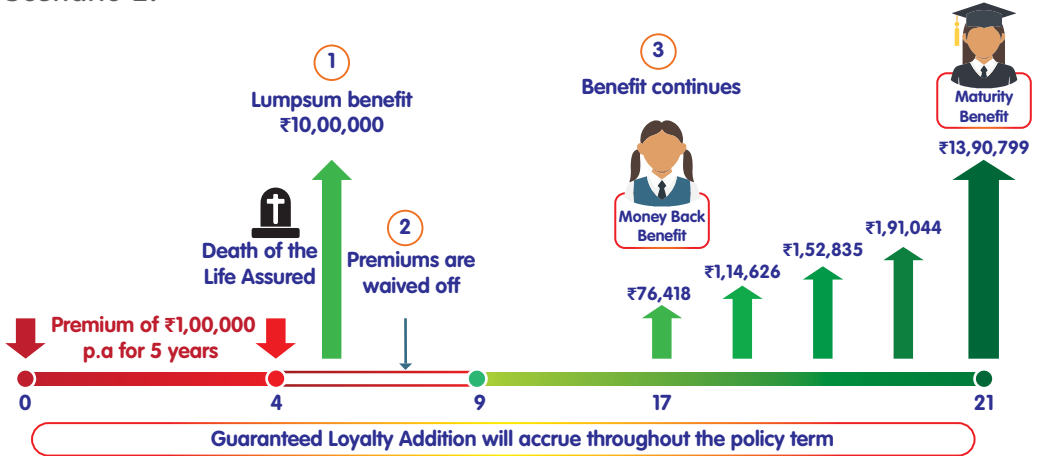 1
Lumpsum benefit
₹10,00,000
Death of the
Life Assured
2
Premiums are
waived off
3
Benefit continues
Money Back
Benefit
Maturity
Benefit
₹13,90,799
₹1,91,044
₹1,52,835
₹1,14,626
₹76,418
Premium of ₹1,00,000
p.a for 5 years
0 4 9 17 21
Guaranteed Loyalty Addition will accrue throughout the policy term